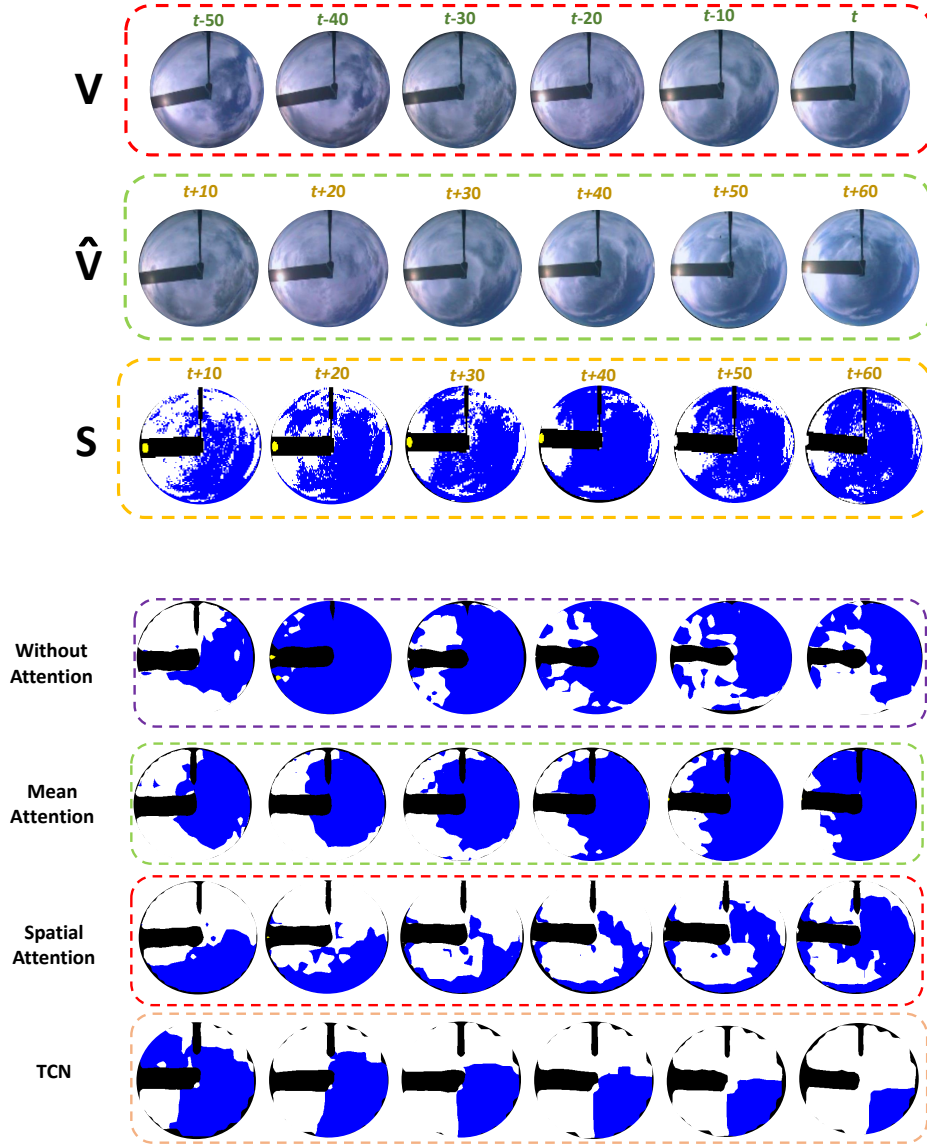 t-50 t-40 t-30 t-20 t-10 t
V
t+10 t+20 t+30 t+40 t+50 t+60
V̂
t+10 t+20 t+30 t+40 t+50 t+60
S
Without
Attention
Mean
Attention
Spatial
Attention
TCN